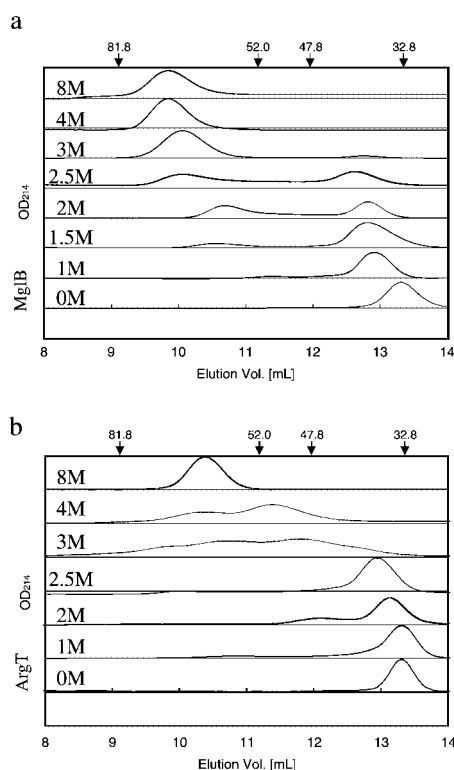 a
81.8 52.0 47.8 32.8
8M
4M
3M
2.5M
2M
1.5M
1M
0M
MglB OD214
8 9 10 11 12 13 14
Elution Vol. [mL]
b
81.8 52.0 47.8 32.8
8M
4M
3M
2.5M
2M
1M
0M
ArgT OD214
8 9 10 11 12 13 14
Elution Vol. [mL]